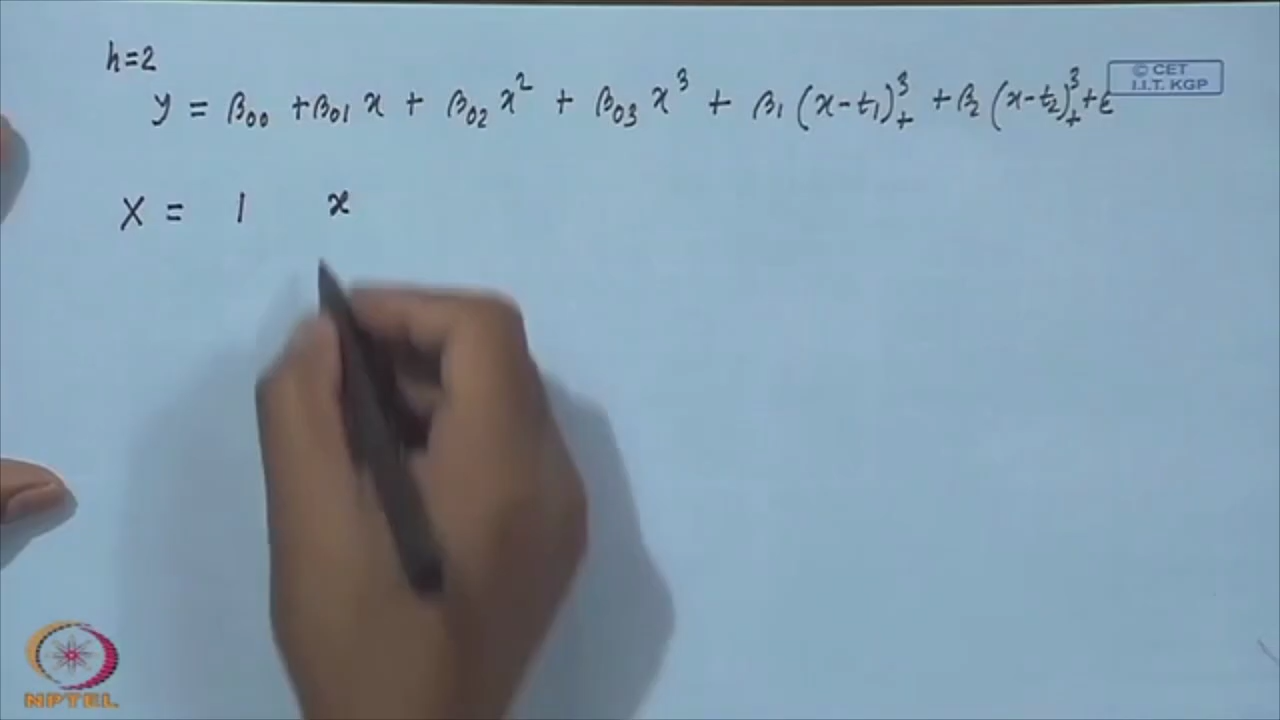 h=2
© CET
I.I.T. KGP
y = β₀₀ + β₀₁ x + β₀₂ x² + β₀₃ x³ + β₁ (x-t₁)³₊ + β₂ (x-t₂)³₊ + ε
X = 1 x
NPTEL